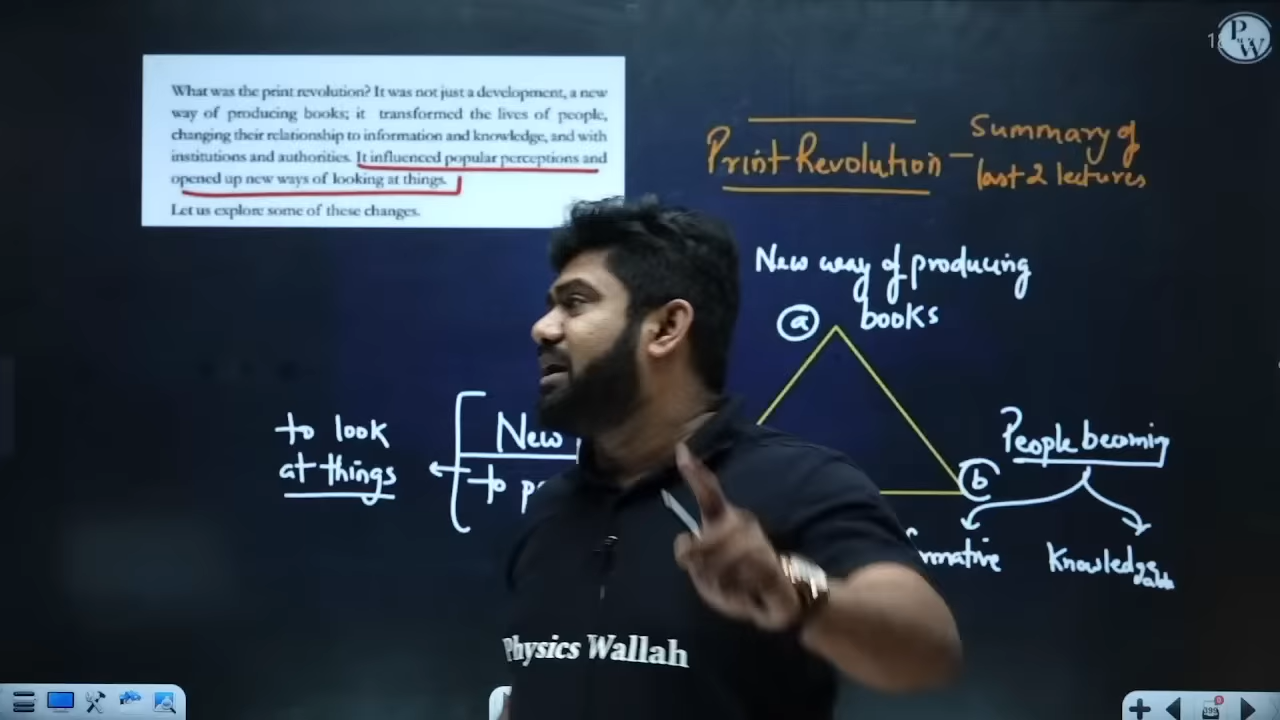 What was the print revolution? It was not just a development, a new
way of producing books; it transformed the lives of people,
changing their relationship to information and knowledge, and with
institutions and authorities. It influenced popular perceptions and
opened up new ways of looking at things.
Let us explore some of these changes.
PW
Print Revolution – Summary of
last 2 lectures
New way of producing
(a) books
to look
at things
New
to
People becoming
(b)
Knowledgeable
Physics Wallah
399